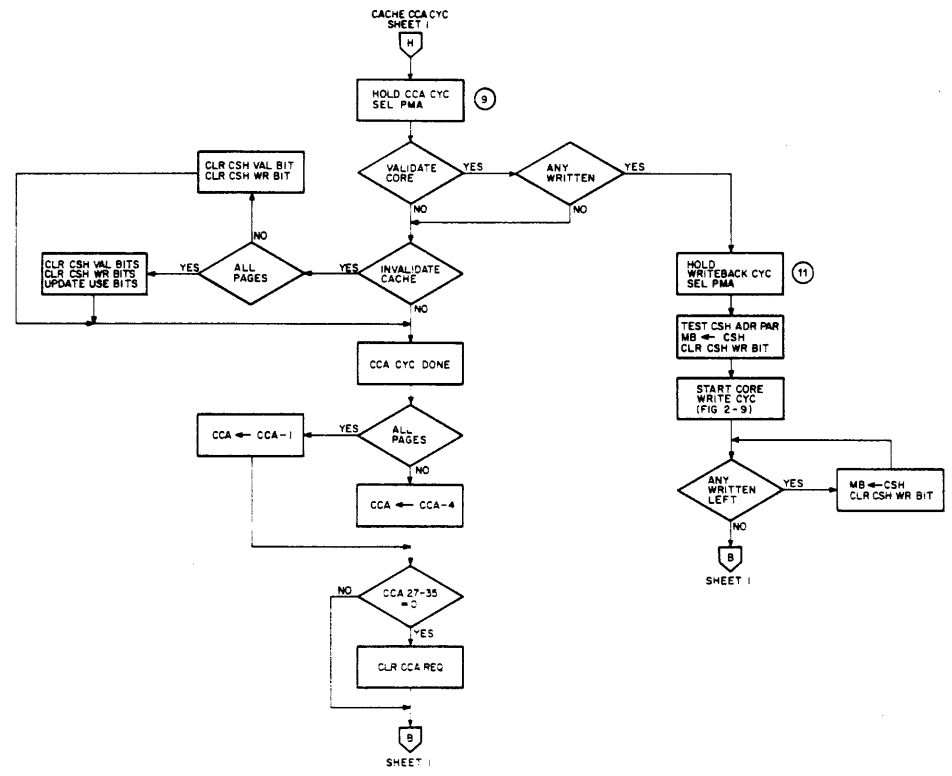 CACHE CCA CYC
SHEET 1
H
HOLD CCA CYC
SEL PMA
9
VALIDATE
CORE
YES
NO
ANY
WRITTEN
YES
NO
CLR CSH VAL BIT
CLR CSH WR BIT
NO
ALL
PAGES
YES
CLR CSH VAL BITS
CLR CSH WR BITS
UPDATE USE BITS
INVALIDATE
CACHE
YES
NO
HOLD
WRITEBACK CYC
SEL PMA
11
TEST CSH ADR PAR
MB ← CSH
CLR CSH WR BIT
START CORE
WRITE CYC
(FIG 2-9)
ANY
WRITTEN
LEFT
YES
NO
MB ← CSH
CLR CSH WR BIT
B
SHEET 1
CCA CYC DONE
ALL
PAGES
YES
NO
CCA ← CCA-1
CCA ← CCA-4
CCA 27-35
= 0
NO
YES
CLR CCA REQ
B
SHEET 1